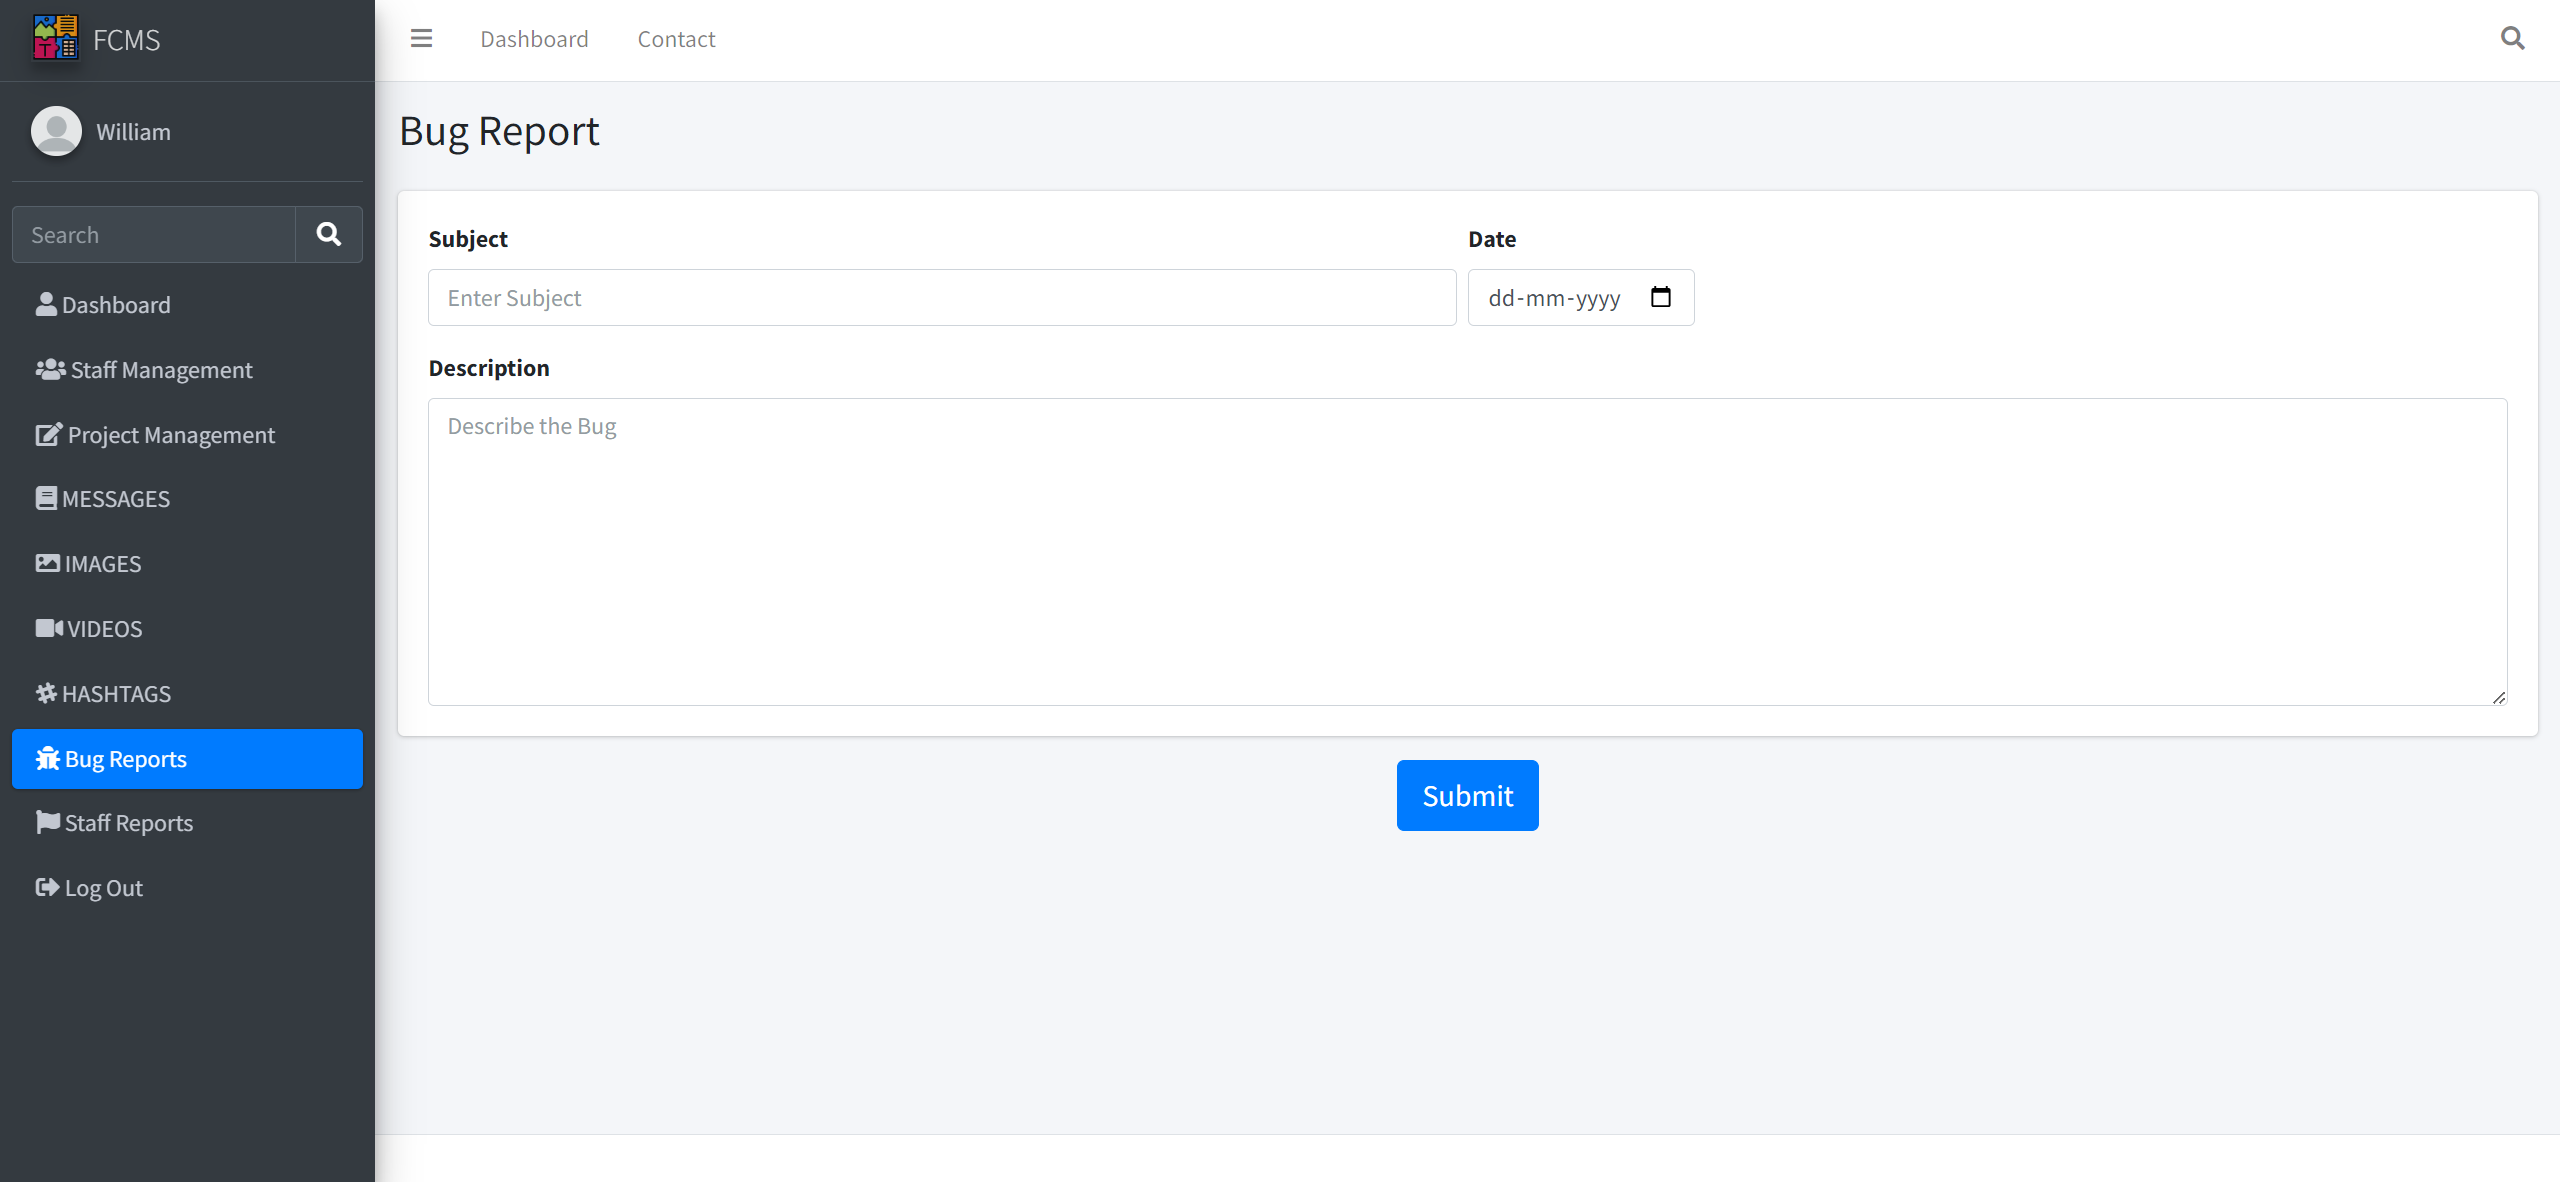 FCMS
Dashboard
Contact
William
Bug Report
Search
Subject
Date
Enter Subject
dd-mm-yyyy
Dashboard
Staff Management
Description
Project Management
Describe the Bug
MESSAGES
IMAGES
VIDEOS
HASHTAGS
Bug Reports
Submit
Staff Reports
Log Out